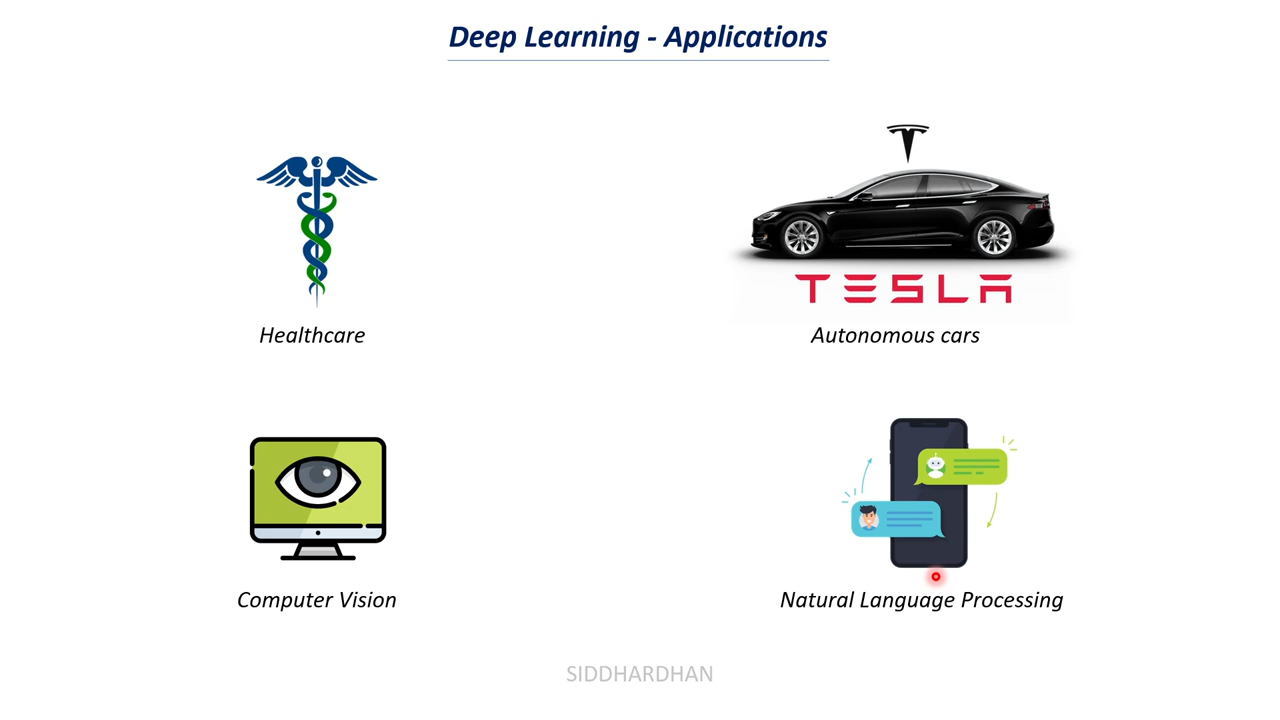 Deep Learning - Applications
TESLA
Healthcare
Autonomous cars
Computer Vision
Natural Language Processing
SIDDHARDHAN